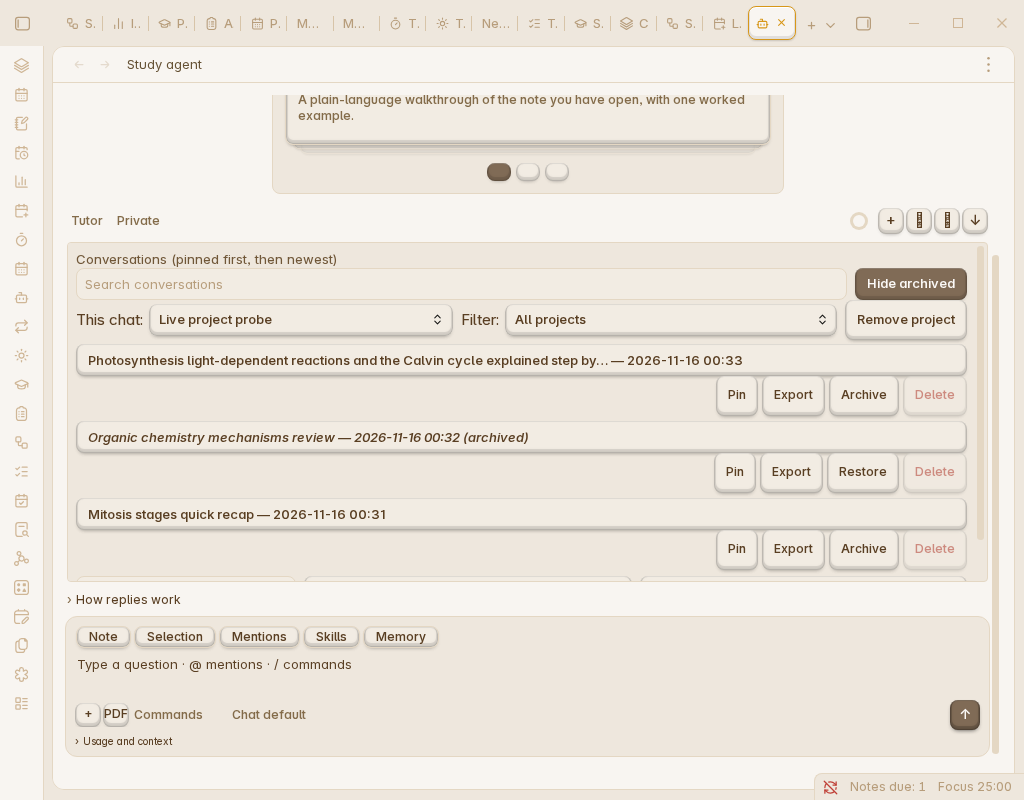 S.
I..
P.
A
P.
M...
M...
T.
T.
Ne...
T.
S.
C
S.
L.
Study agent
A plain-language walkthrough of the note you have open, with one worked
example.
Tutor Private
+
Conversations (pinned first, then newest)
Search conversations
Hide archived
This chat: Live project probe Filter: All projects Remove project
Photosynthesis light-dependent reactions and the Calvin cycle explained step by... — 2026-11-16 00:33
Pin Export Archive Delete
Organic chemistry mechanisms review — 2026-11-16 00:32 (archived)
Pin Export Restore Delete
Mitosis stages quick recap — 2026-11-16 00:31
Pin Export Archive Delete
› How replies work
Note Selection Mentions Skills Memory
Type a question · @ mentions · / commands
+ PDF Commands Chat default
› Usage and context
Notes due: 1 Focus 25:00